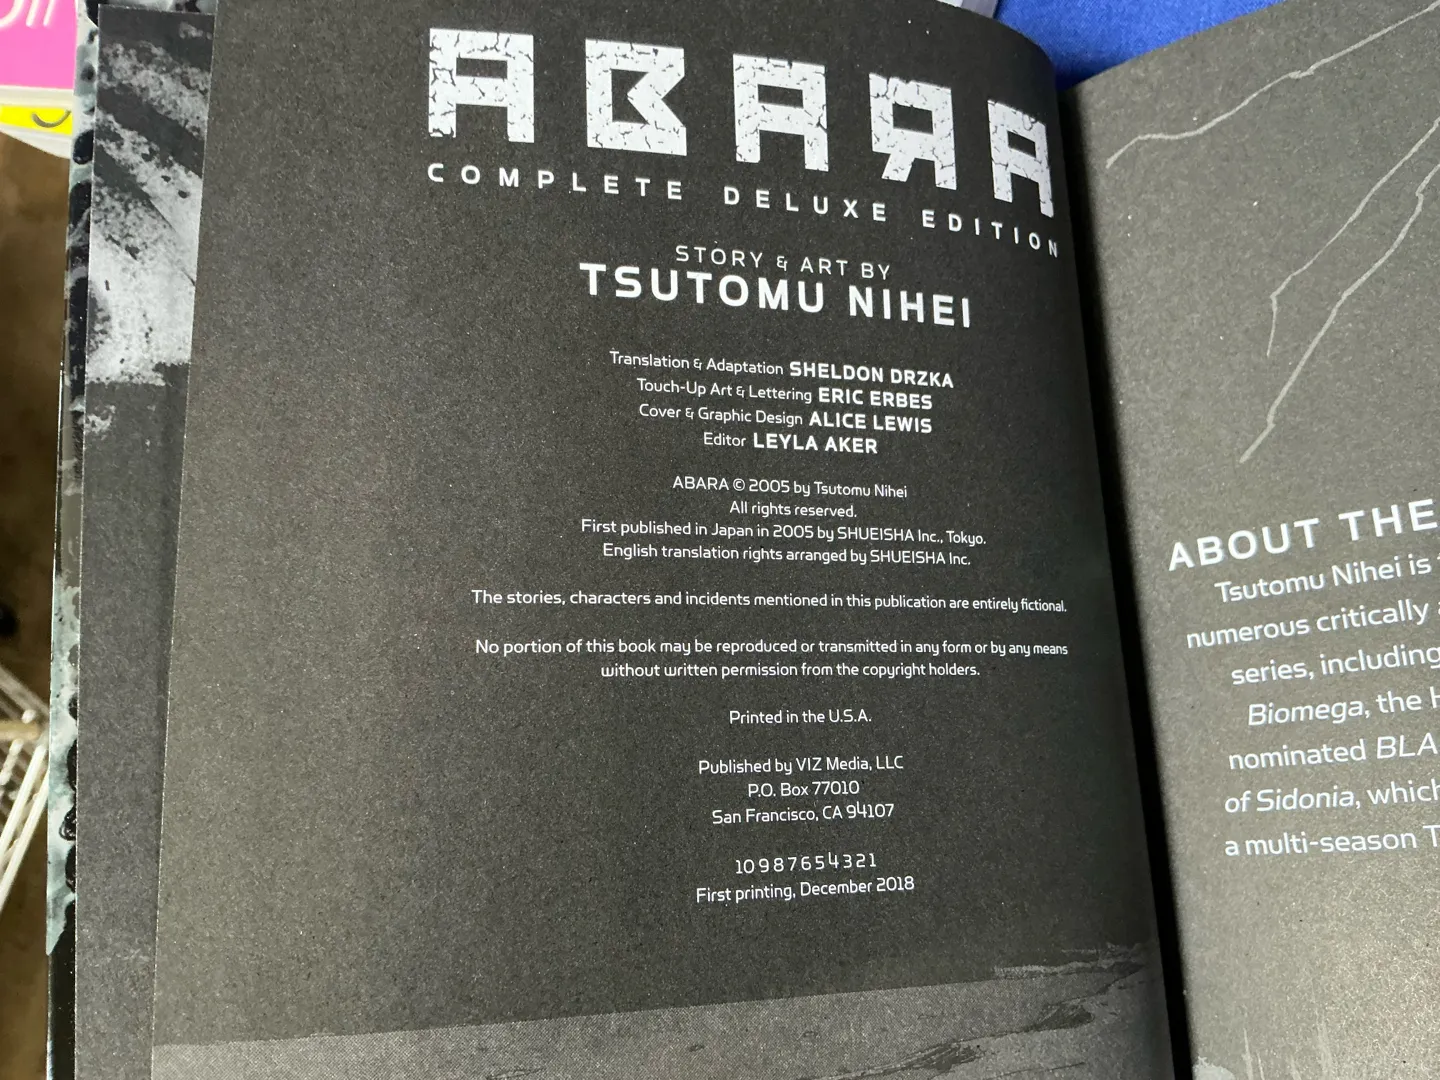 ABARA
COMPLETE DELUXE EDITION
STORY & ART BY
TSUTOMU NIHEI
Translation & Adaptation SHELDON DRZKA
Touch-Up Art & Lettering ERIC ERBES
Cover & Graphic Design ALICE LEWIS
Editor LEYLA AKER
ABARA © 2005 by Tsutomu Nihei
All rights reserved.
First published in Japan in 2005 by SHUEISHA Inc., Tokyo.
English translation rights arranged by SHUEISHA Inc.
The stories, characters and incidents mentioned in this publication are entirely fictional.
No portion of this book may be reproduced or transmitted in any form or by any means
without written permission from the copyright holders.
Printed in the U.S.A.
Published by VIZ Media, LLC
P.O. Box 77010
San Francisco, CA 94107
10 9 8 7 6 5 4 3 2 1
First printing, December 2018
ABOUT THE
Tsutomu Nihei is
numerous critically
series, including
Biomega, the
nominated BLA
of Sidonia, which
a multi-season